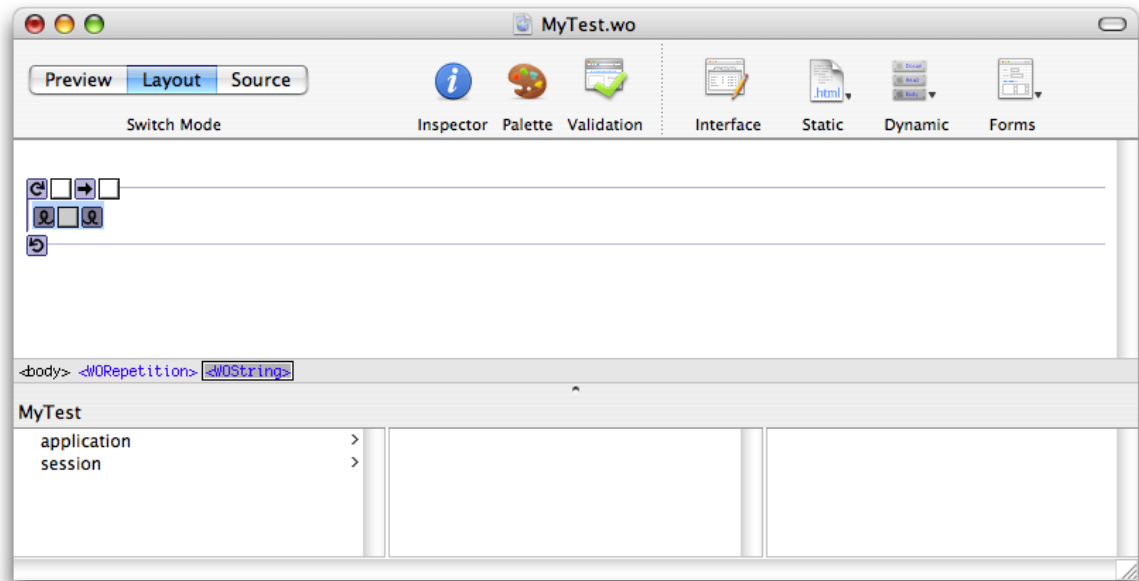 MyTest.wo
Preview Layout Source
Switch Mode Inspector Palette Validation Interface Static Dynamic Forms
.html
<body> <WORepetition> <WOString>
MyTest
application >
session >